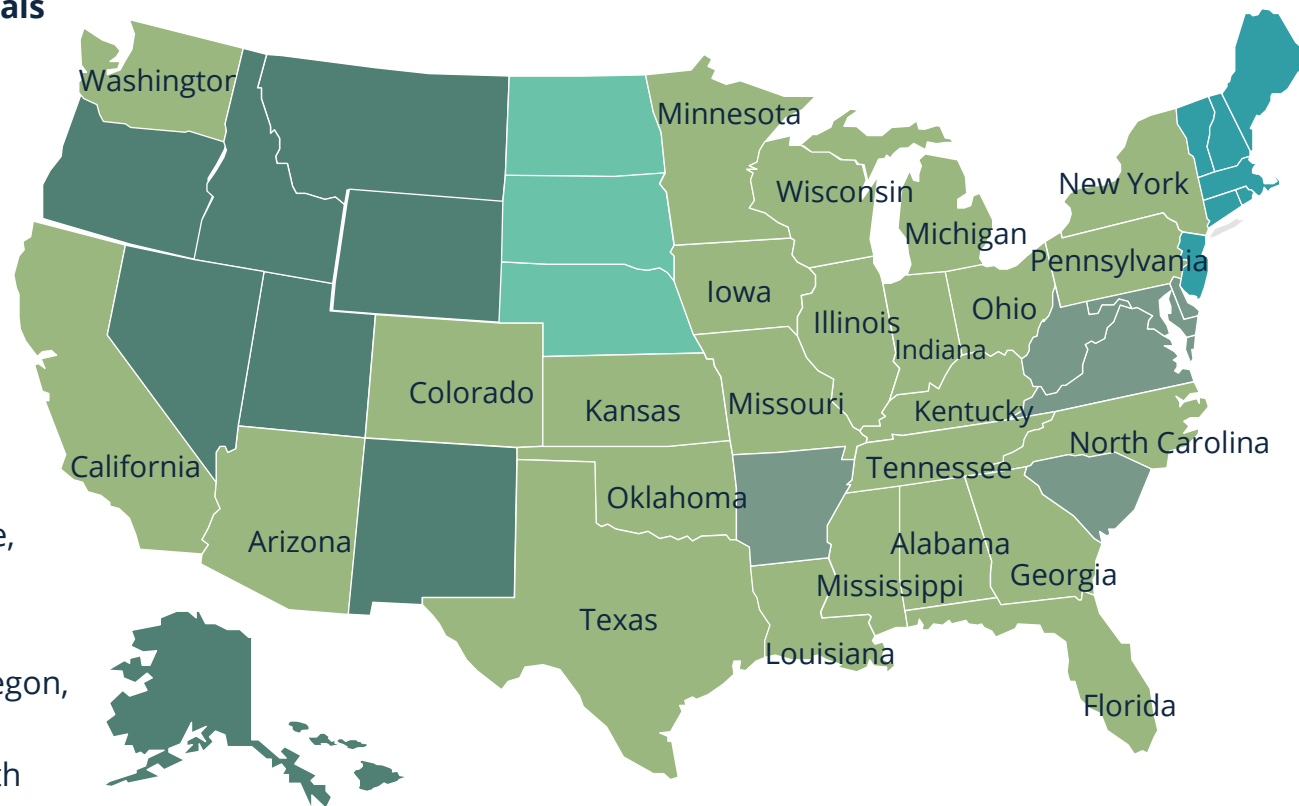 als
Washington
Minnesota
Wisconsin
New York
Michigan
Pennsylvania
Iowa
Ohio
Illinois
Indiana
Colorado
Kansas
Missouri
Kentucky
North Carolina
California
Tennessee
Oklahoma
e,
Arizona
Alabama
Georgia
Mississippi
Texas
Louisiana
egon,
Florida
th